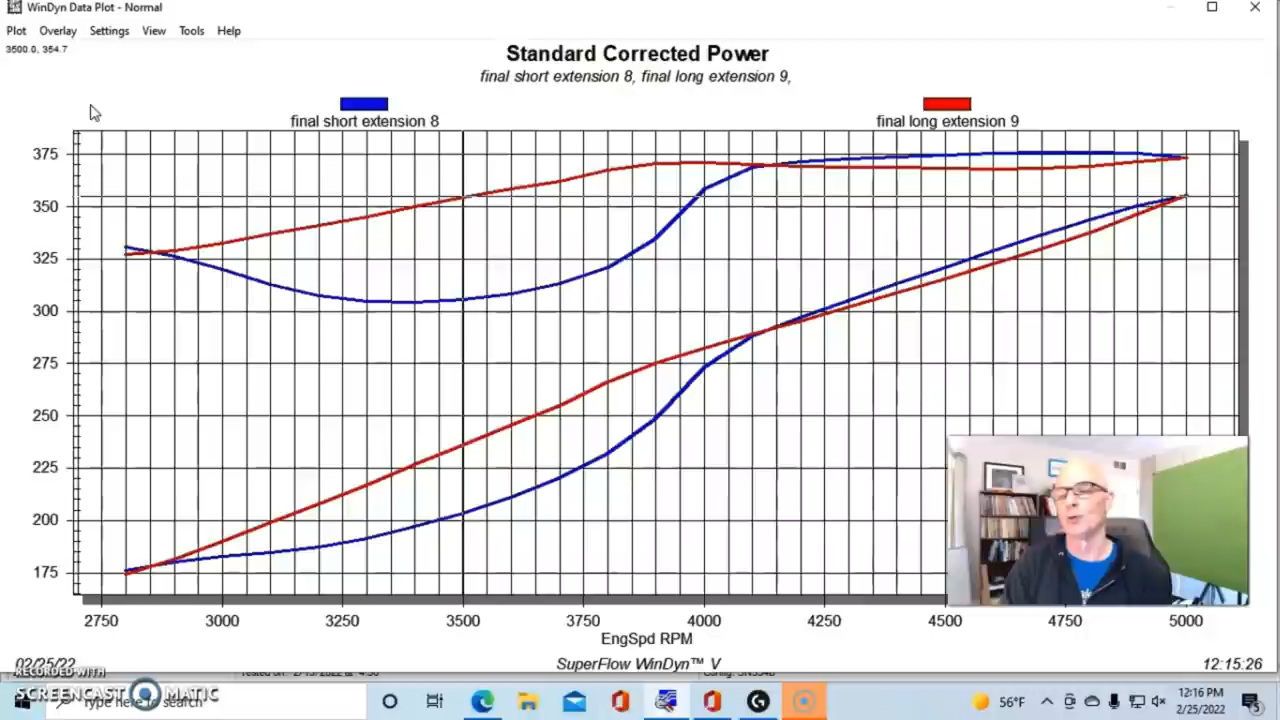 WinDyn Data Plot - Normal
Plot Overlay Settings View Tools Help
3500.0, 354.7
Standard Corrected Power
final short extension 8, final long extension 9,
final short extension 8
final long extension 9
375
350
325
300
275
250
225
200
175
2750 3000 3250 3500 3750 4000 4250 4500 4750 5000
EngSpd RPM
02/25/22
SuperFlow WinDyn™ V
12:15:26
RECORDED WITH
SCREENCAST MATIC
Type here to search
56°F
12:16 PM
2/25/2022
5